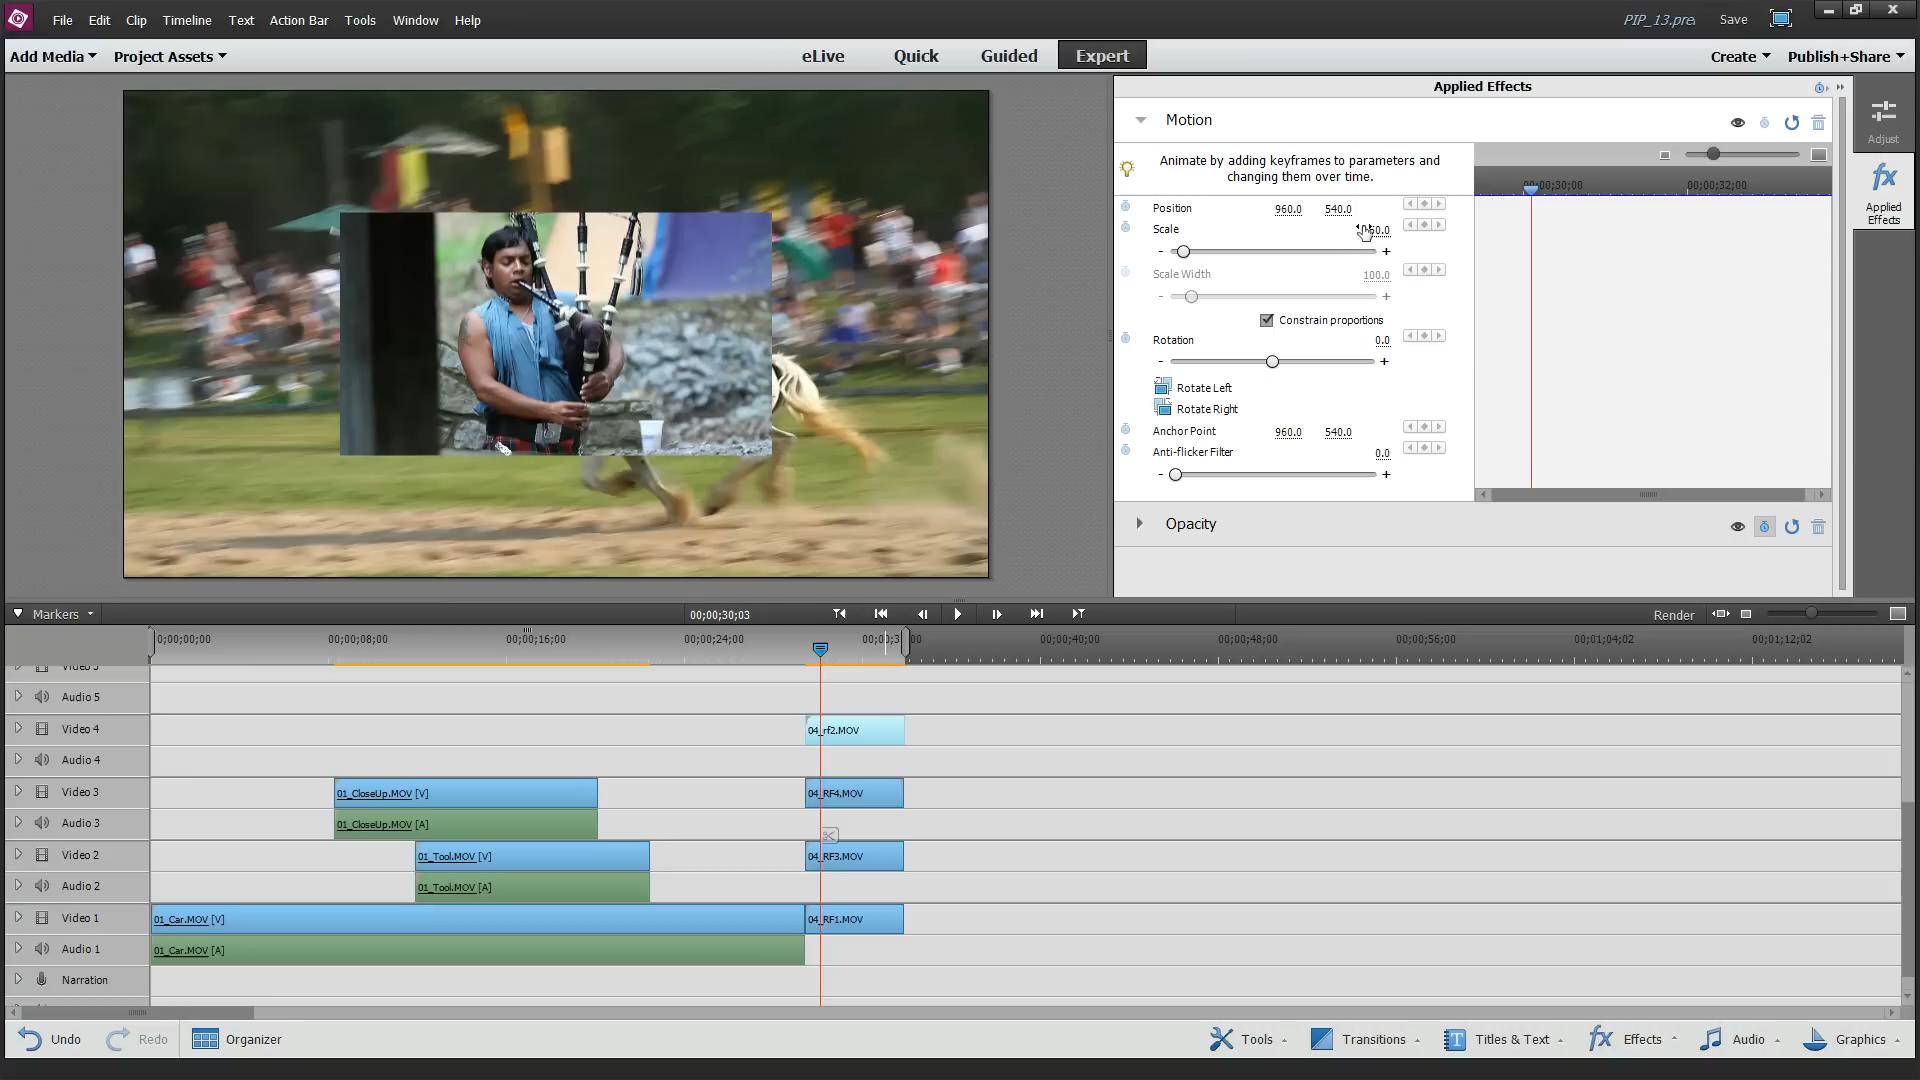 File Edit Clip Timeline Text Action Bar Tools Window Help
PIP_13.prel Save
Add Media Project Assets
eLive Quick Guided Expert
Create Publish+Share
Applied Effects
Motion
Adjust
Animate by adding keyframes to parameters and
changing them over time.
00;00;30;00 00;00;32;00
Applied
Effects
Position 960.0 540.0
Scale
- +
Scale Width 100.0
- +
Constrain proportions
Rotation 0.0
- +
Rotate Left
Rotate Right
Anchor Point 960.0 540.0
Anti-flicker Filter 0.0
- +
Opacity
Markers 00;00;30;03 Render
00;00;00;00 00;00;08;00 00;00;16;00 00;00;24;00 00;00;40;00 00;00;48;00 00;00;56;00 00;01;04;02 00;01;12;02
Audio 5
Video 4 04_rf2.MOV
Audio 4
Video 3 01_CloseUp.MOV [V] 04_RF4.MOV
Audio 3 01_CloseUp.MOV [A]
Video 2 01_Tool.MOV [V] 04_RF3.MOV
Audio 2 01_Tool.MOV [A]
Video 1 01_Car.MOV [V] 04_RF1.MOV
Audio 1 01_Car.MOV [A]
Narration
Undo Redo Organizer Tools Transitions Titles & Text Effects Audio Graphics